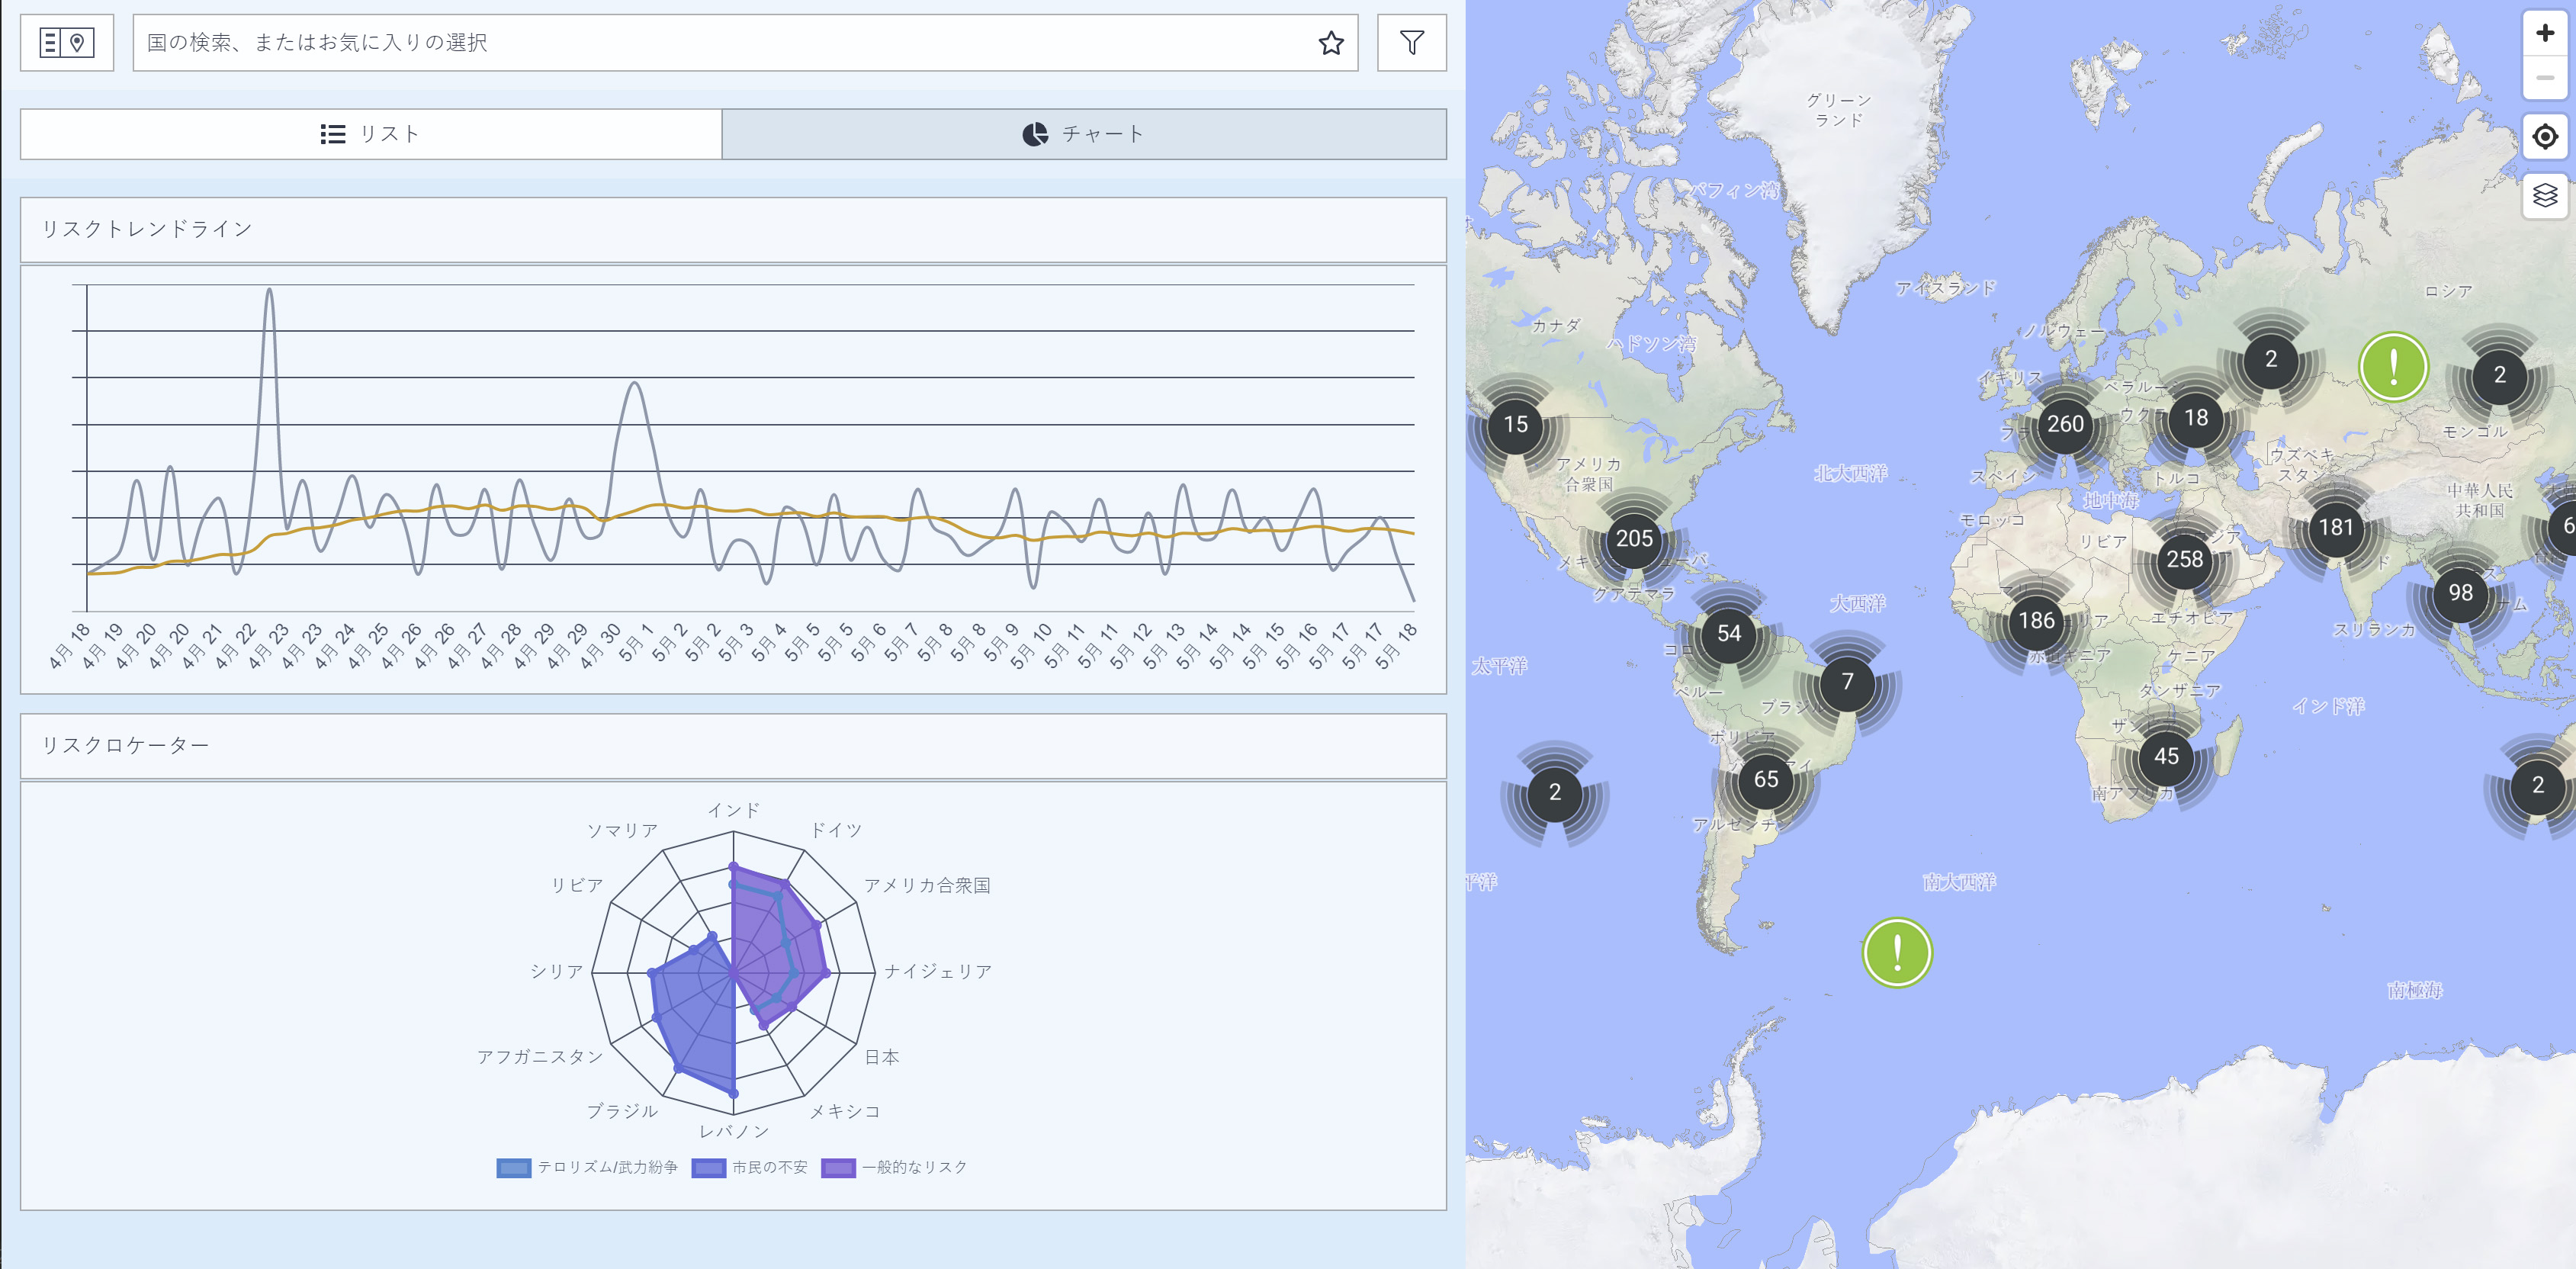 国の検索、またはお気に入りの選択
リスト
チャート
リスクトレンドライン
4月 18
4月 19
4月 20
4月 20
4月 21
4月 22
4月 23
4月 23
4月 24
4月 25
4月 26
4月 26
4月 27
4月 28
4月 29
4月 29
4月 30
5月 1
5月 2
5月 2
5月 3
5月 4
5月 5
5月 5
5月 6
5月 7
5月 8
5月 8
5月 9
5月 10
5月 11
5月 11
5月 12
5月 13
5月 14
5月 14
5月 15
5月 16
5月 17
5月 17
5月 18
リスクロケーター
インド
ドイツ
アメリカ合衆国
ナイジェリア
日本
メキシコ
レバノン
ブラジル
アフガニスタン
シリア
リビア
ソマリア
テロリズム/武力紛争
市民の不安
一般的なリスク
グリーン
ランド
バフィン湾
アイスランド
ロシア
カナダ
ハドソン湾
ノルウェー
イギリス
2
2
15
260
18
モンゴル
アメリカ
合衆国
北大西洋
スペイン
地中海
トルコ
ウズベキ
スタン
中華人民
共和国
モロッコ
リビア
205
258
181
グアテマラ
大西洋
98
186
エチオピア
スリランカ
54
太平洋
ケニア
ペルー
7
ブラジル
タンザニア
インド洋
ボリビア
45
65
2
2
南アフリカ
アルゼンチン
南大西洋
南極海